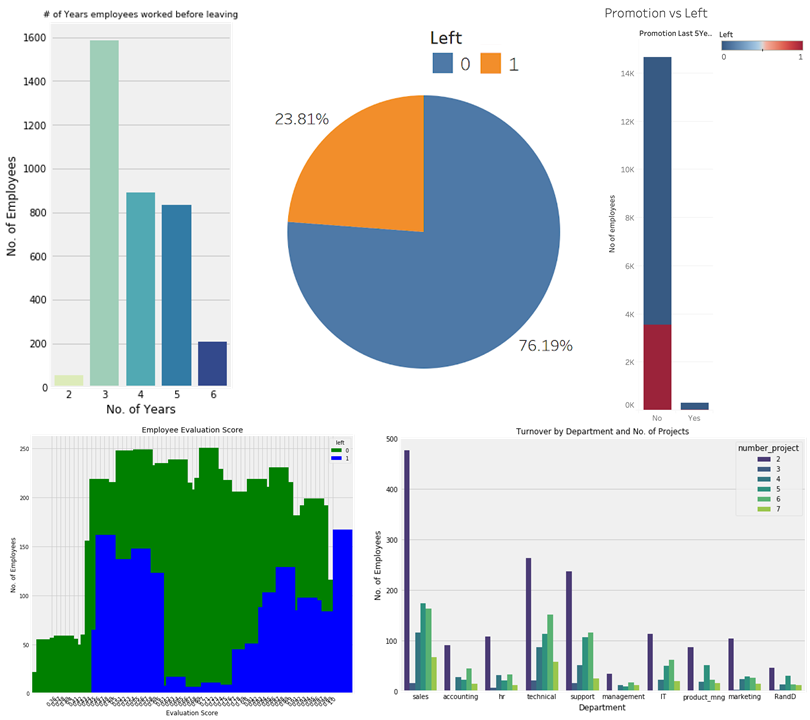 # of Years employees worked before leaving
No. of Employees
1600
1400
1200
1000
800
600
400
200
0
2 3 4 5 6
No. of Years
Left
0 1
23.81%
76.19%
Promotion vs Left
Promotion Last 5Ye..
Left
0 1
No of employees
14K
12K
10K
8K
6K
4K
2K
0K
No Yes
Employee Evaluation Score
left
0
1
No. of Employees
250
200
150
100
50
0
Evaluation Score
Turnover by Department and No. of Projects
number_project
2
3
4
5
6
7
No. of Employees
500
400
300
200
100
0
sales accounting hr technical support management IT product_mng marketing RandD
Department